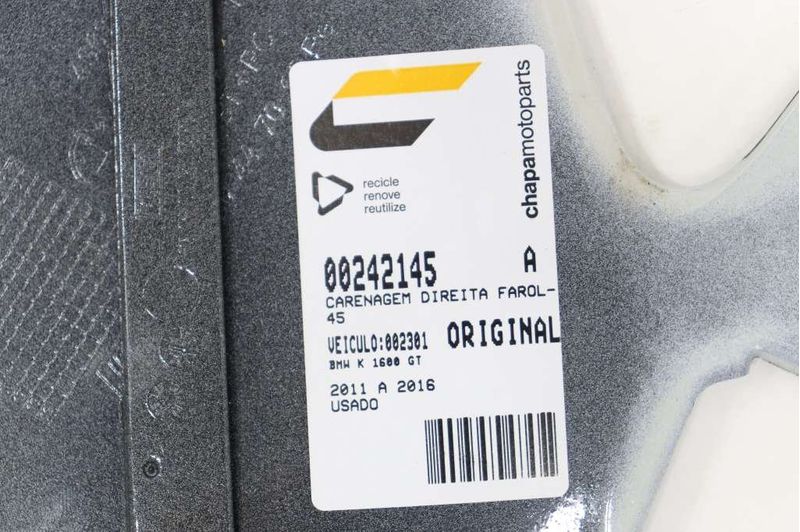 chapamotoparts
recicle
renove
reutilize
00242145 A
CARENAGEM DIREITA FAROL-
45
VEICULO:002301 ORIGINAL
BMW K 1600 GT
2011 A 2016
USADO